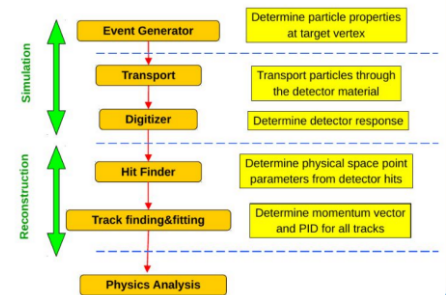 Event Generator
Determine particle properties
at target vertex
Simulation
Transport
Transport particles through
the detector material
Digitizer
Determine detector response
Reconstruction
Hit Finder
Determine physical space point
parameters from detector hits
Track finding&fitting
Determine momentum vector
and PID for all tracks
Physics Analysis